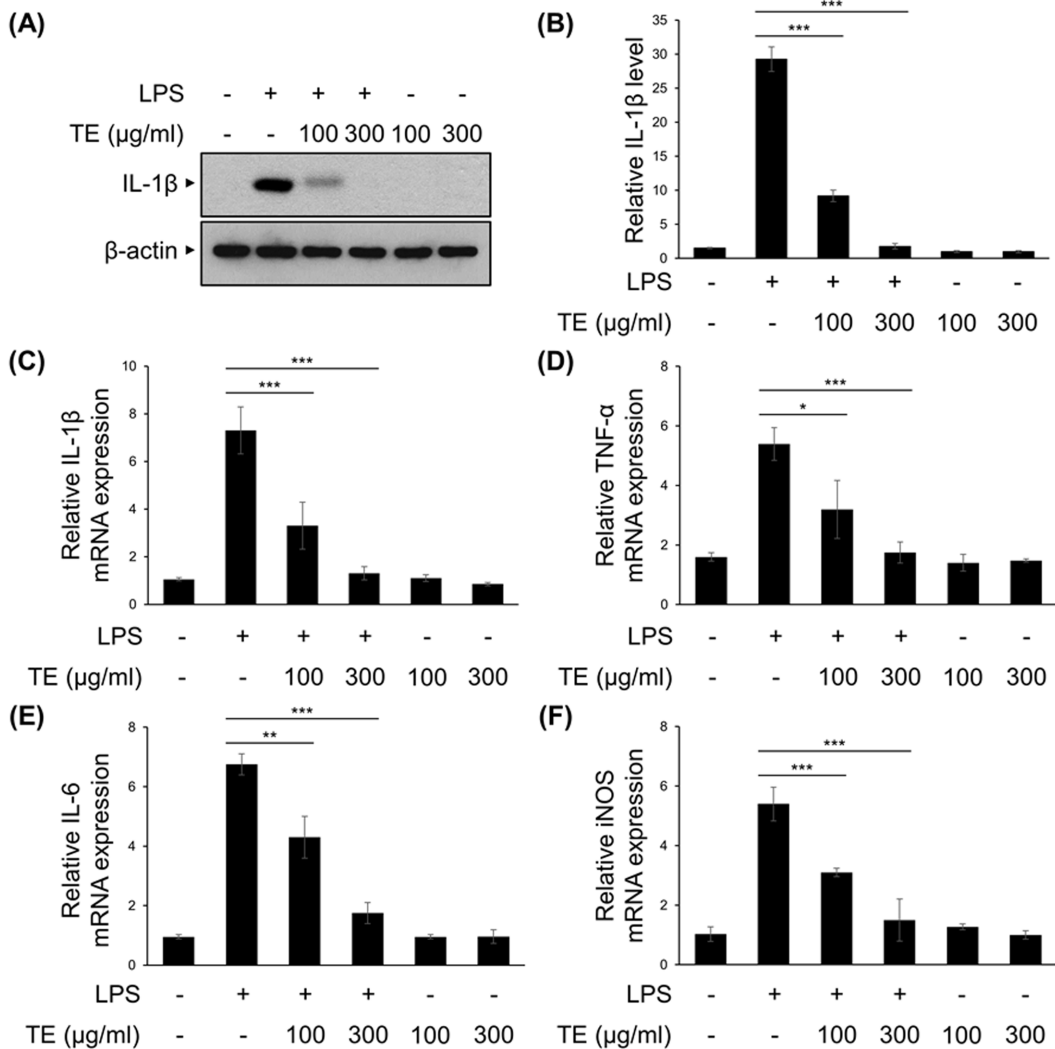 (A)
LPS - + + + - -
TE (μg/ml) - - 100 300 100 300
IL-1β
β-actin
(B)
Relative IL-1β level
35
30
25
20
15
10
5
0
***
***
LPS - + + + - -
TE (μg/ml) - - 100 300 100 300
(C)
Relative IL-1β
mRNA expression
10
8
6
4
2
0
***
***
LPS - + + + - -
TE (μg/ml) - - 100 300 100 300
(D)
Relative TNF-α
mRNA expression
8
6
4
2
0
***
*
LPS - + + + - -
TE (μg/ml) - - 100 300 100 300
(E)
Relative IL-6
mRNA expression
8
6
4
2
0
***
**
LPS - + + + - -
TE (μg/ml) - - 100 300 100 300
(F)
Relative iNOS
mRNA expression
8
6
4
2
0
***
***
LPS - + + + - -
TE (μg/ml) - - 100 300 100 300